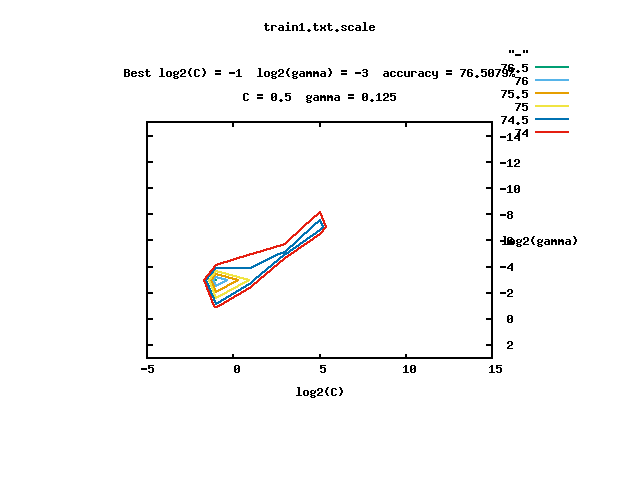 train1.txt.scale
"-"
Best log2(C) = -1 log2(gamma) = -3 accuracy = 76.5079%
76.5
76
C = 0.5 gamma = 0.125
75.5
75
74.5
74
-14
-12
-10
-8
-6
log2(gamma)
-4
-2
0
2
-5 0 5 10 15
log2(C)